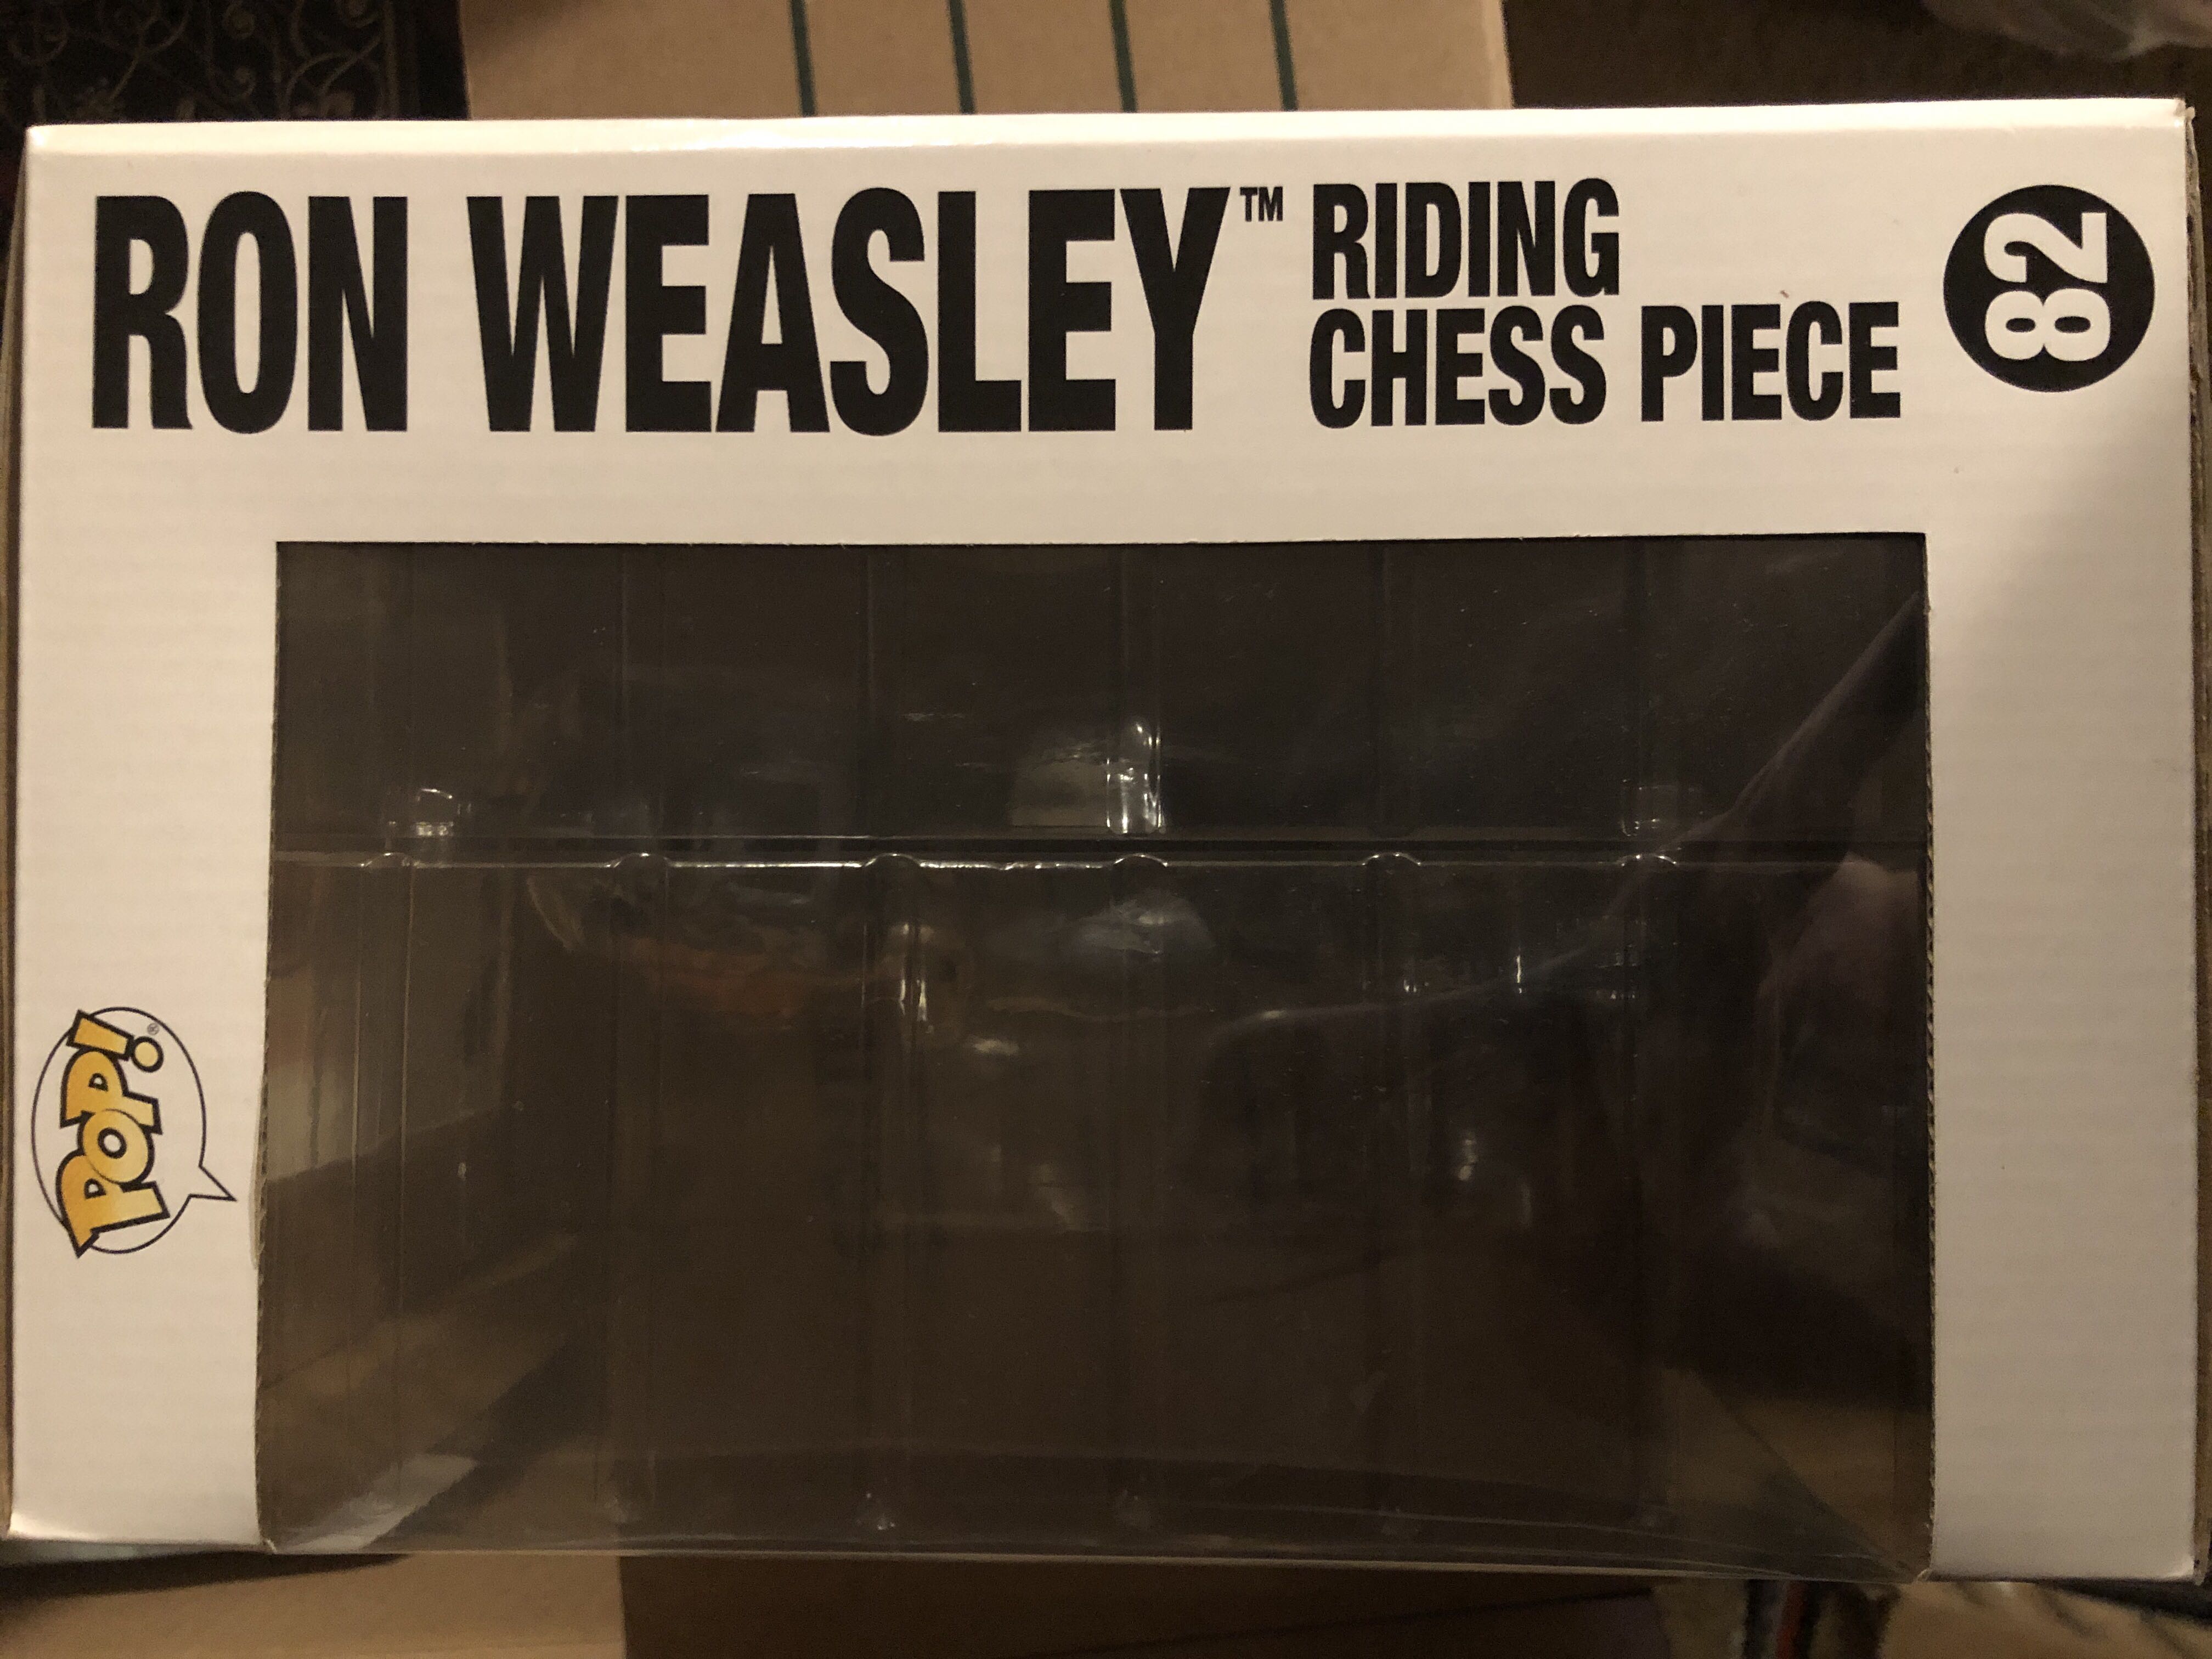 RON WEASLEY™ RIDING
CHESS PIECE
82
POP!®